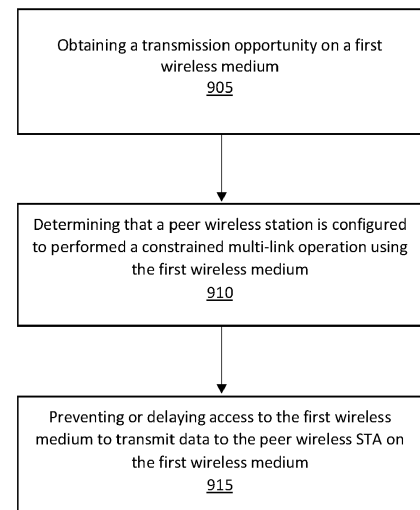 Obtaining a transmission opportunity on a first
wireless medium
905
Determining that a peer wireless station is configured
to performed a constrained multi-link operation using
the first wireless medium
910
Preventing or delaying access to the first wireless
medium to transmit data to the peer wireless STA on
the first wireless medium
915